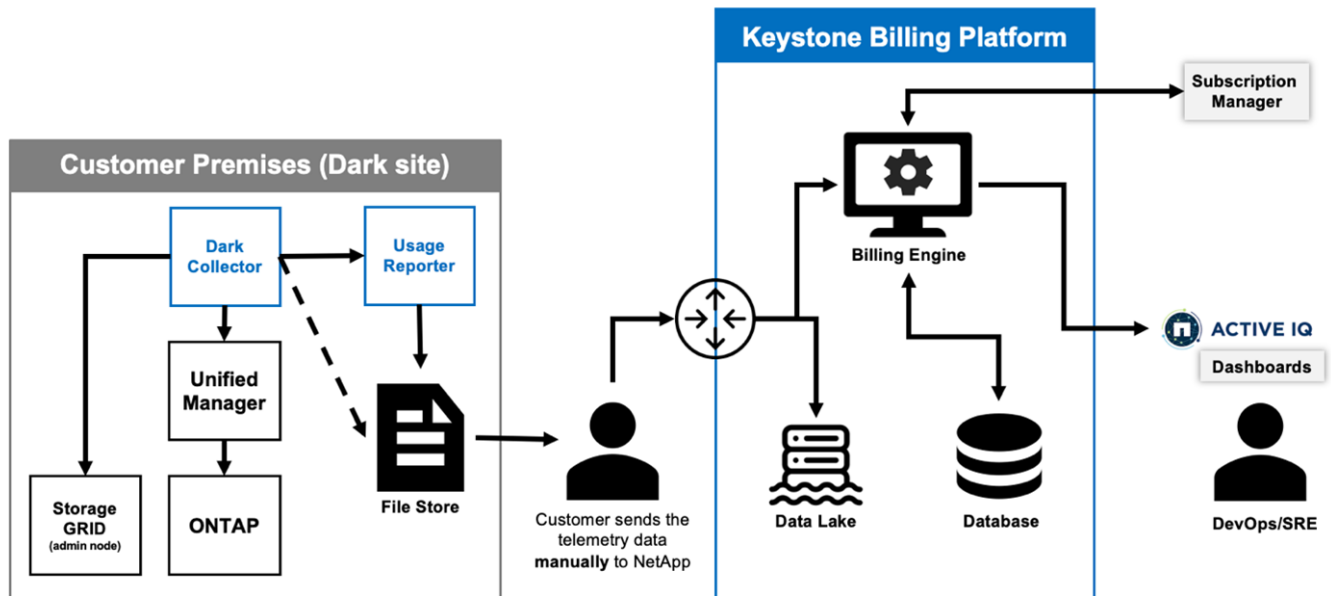 Keystone Billing Platform
Subscription
Manager
Customer Premises (Dark site)
Dark
Collector
Usage
Reporter
Billing Engine
Unified
Manager
ACTIVE IQ
Dashboards
Storage
GRID
(admin node)
ONTAP
File Store
Customer sends the
telemetry data
manually to NetApp
Data Lake
Database
DevOps/SRE